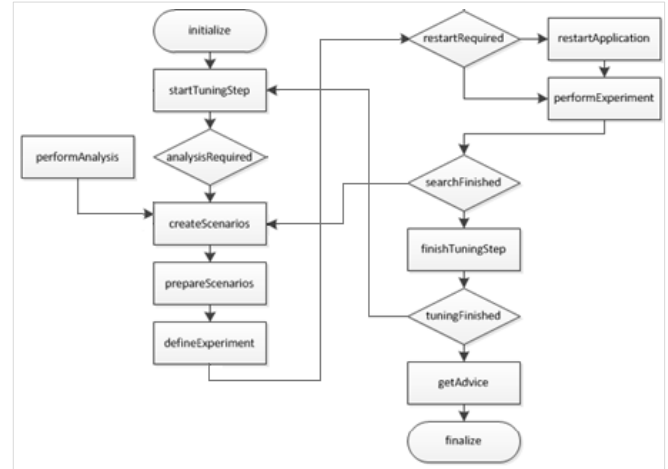 initialize
startTuningStep
performAnalysis
analysisRequired
createScenarios
prepareScenarios
defineExperiment
restartRequired
restartApplication
performExperiment
searchFinished
finishTuningStep
tuningFinished
getAdvice
finalize